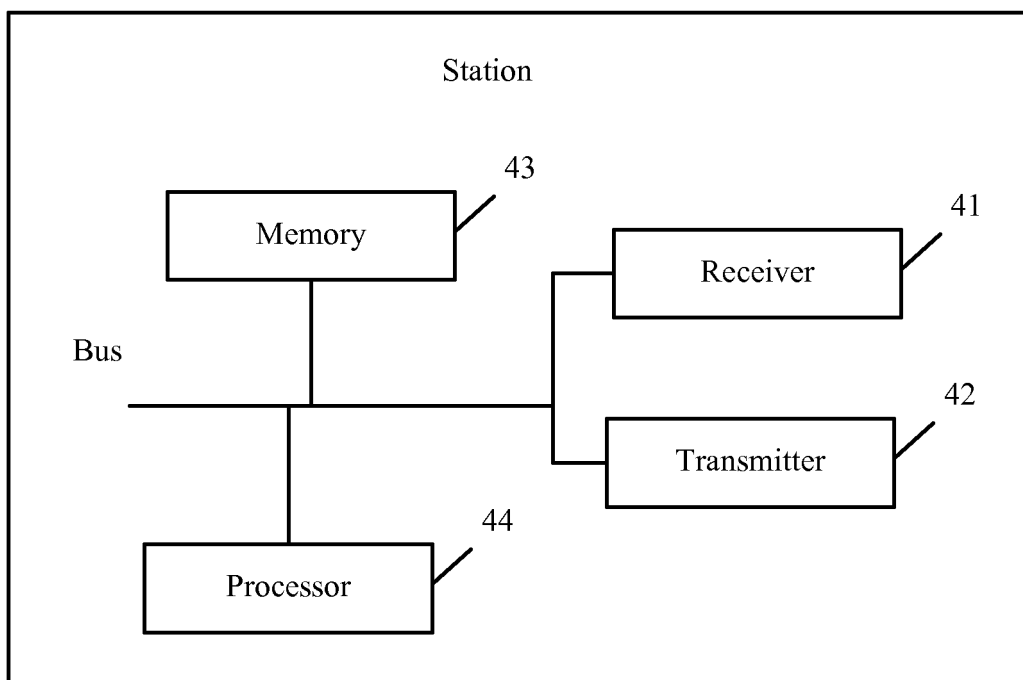 Station
43
Memory
41
Receiver
Bus
42
Transmitter
44
Processor